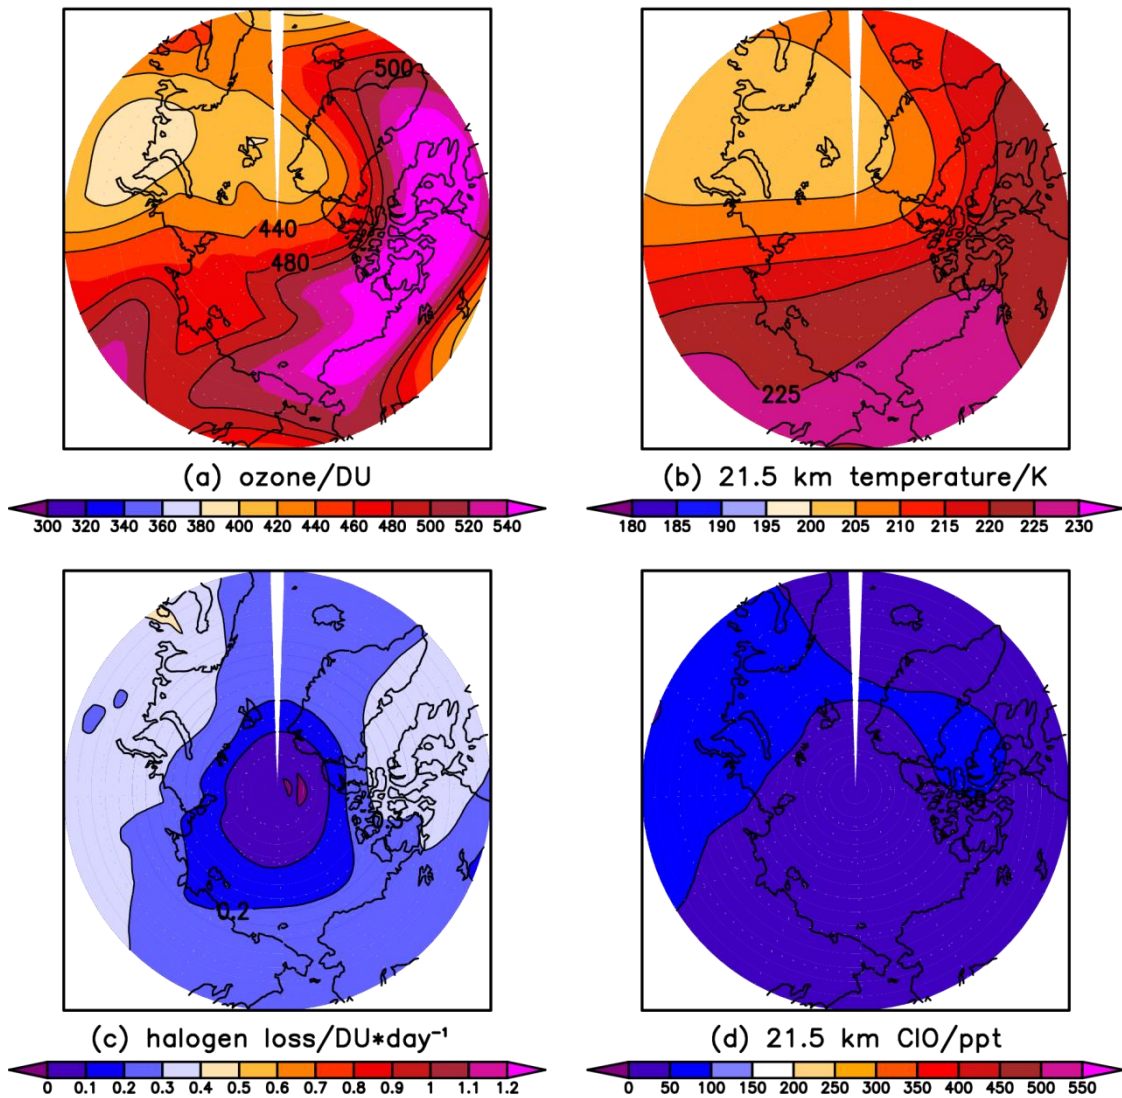 500
440
480
(a) ozone/DU
300 320 340 360 380 400 420 440 460 480 500 520 540
225
(b) 21.5 km temperature/K
180 185 190 195 200 205 210 215 220 225 230
0.2
(c) halogen loss/DU*day⁻¹
0 0.1 0.2 0.3 0.4 0.5 0.6 0.7 0.8 0.9 1 1.1 1.2
(d) 21.5 km ClO/ppt
0 50 100 150 200 250 300 350 400 450 500 550